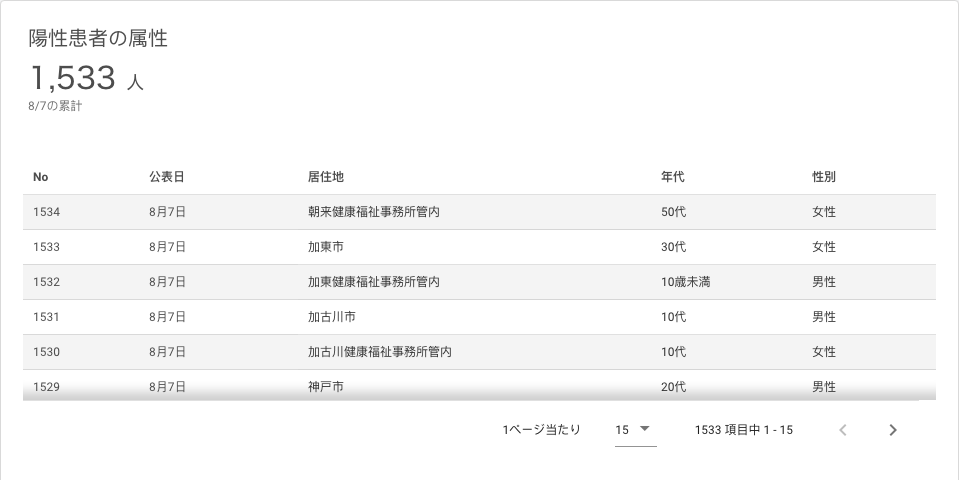 陽性患者の属性
1,533 人
8/7の累計
No 公表日 居住地 年代 性別
1534 8月7日 朝来健康福祉事務所管内 50代 女性
1533 8月7日 加東市 30代 女性
1532 8月7日 加東健康福祉事務所管内 10歳未満 男性
1531 8月7日 加古川市 10代 男性
1530 8月7日 加古川健康福祉事務所管内 10代 女性
1529 8月7日 神戸市 20代 男性
1ページ当たり 15 1533 項目中 1 - 15